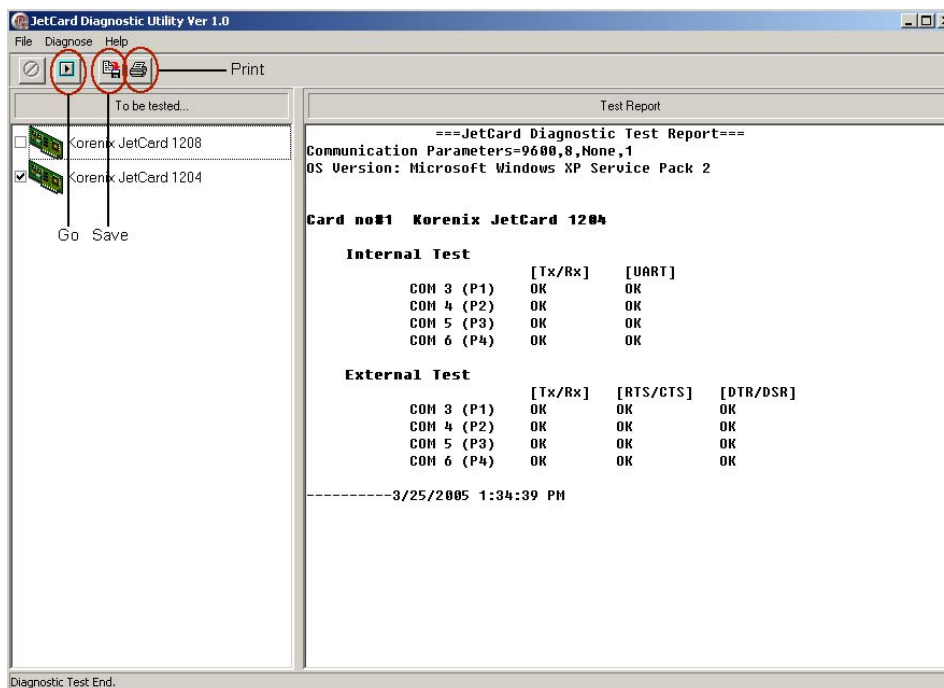 JetCard Diagnostic Utility Ver 1.0
File Diagnose Help
Print
To be tested...
Test Report
Korenix JetCard 1208
Korenix JetCard 1204
Go Save
===JetCard Diagnostic Test Report===
Communication Parameters=9600,8,None,1
OS Version: Microsoft Windows XP Service Pack 2
Card no#1 Korenix JetCard 1204
Internal Test
[Tx/Rx] [UART]
COM 3 (P1) OK OK
COM 4 (P2) OK OK
COM 5 (P3) OK OK
COM 6 (P4) OK OK
External Test
[Tx/Rx] [RTS/CTS] [DTR/DSR]
COM 3 (P1) OK OK OK
COM 4 (P2) OK OK OK
COM 5 (P3) OK OK OK
COM 6 (P4) OK OK OK
----------3/25/2005 1:34:39 PM
Diagnostic Test End.